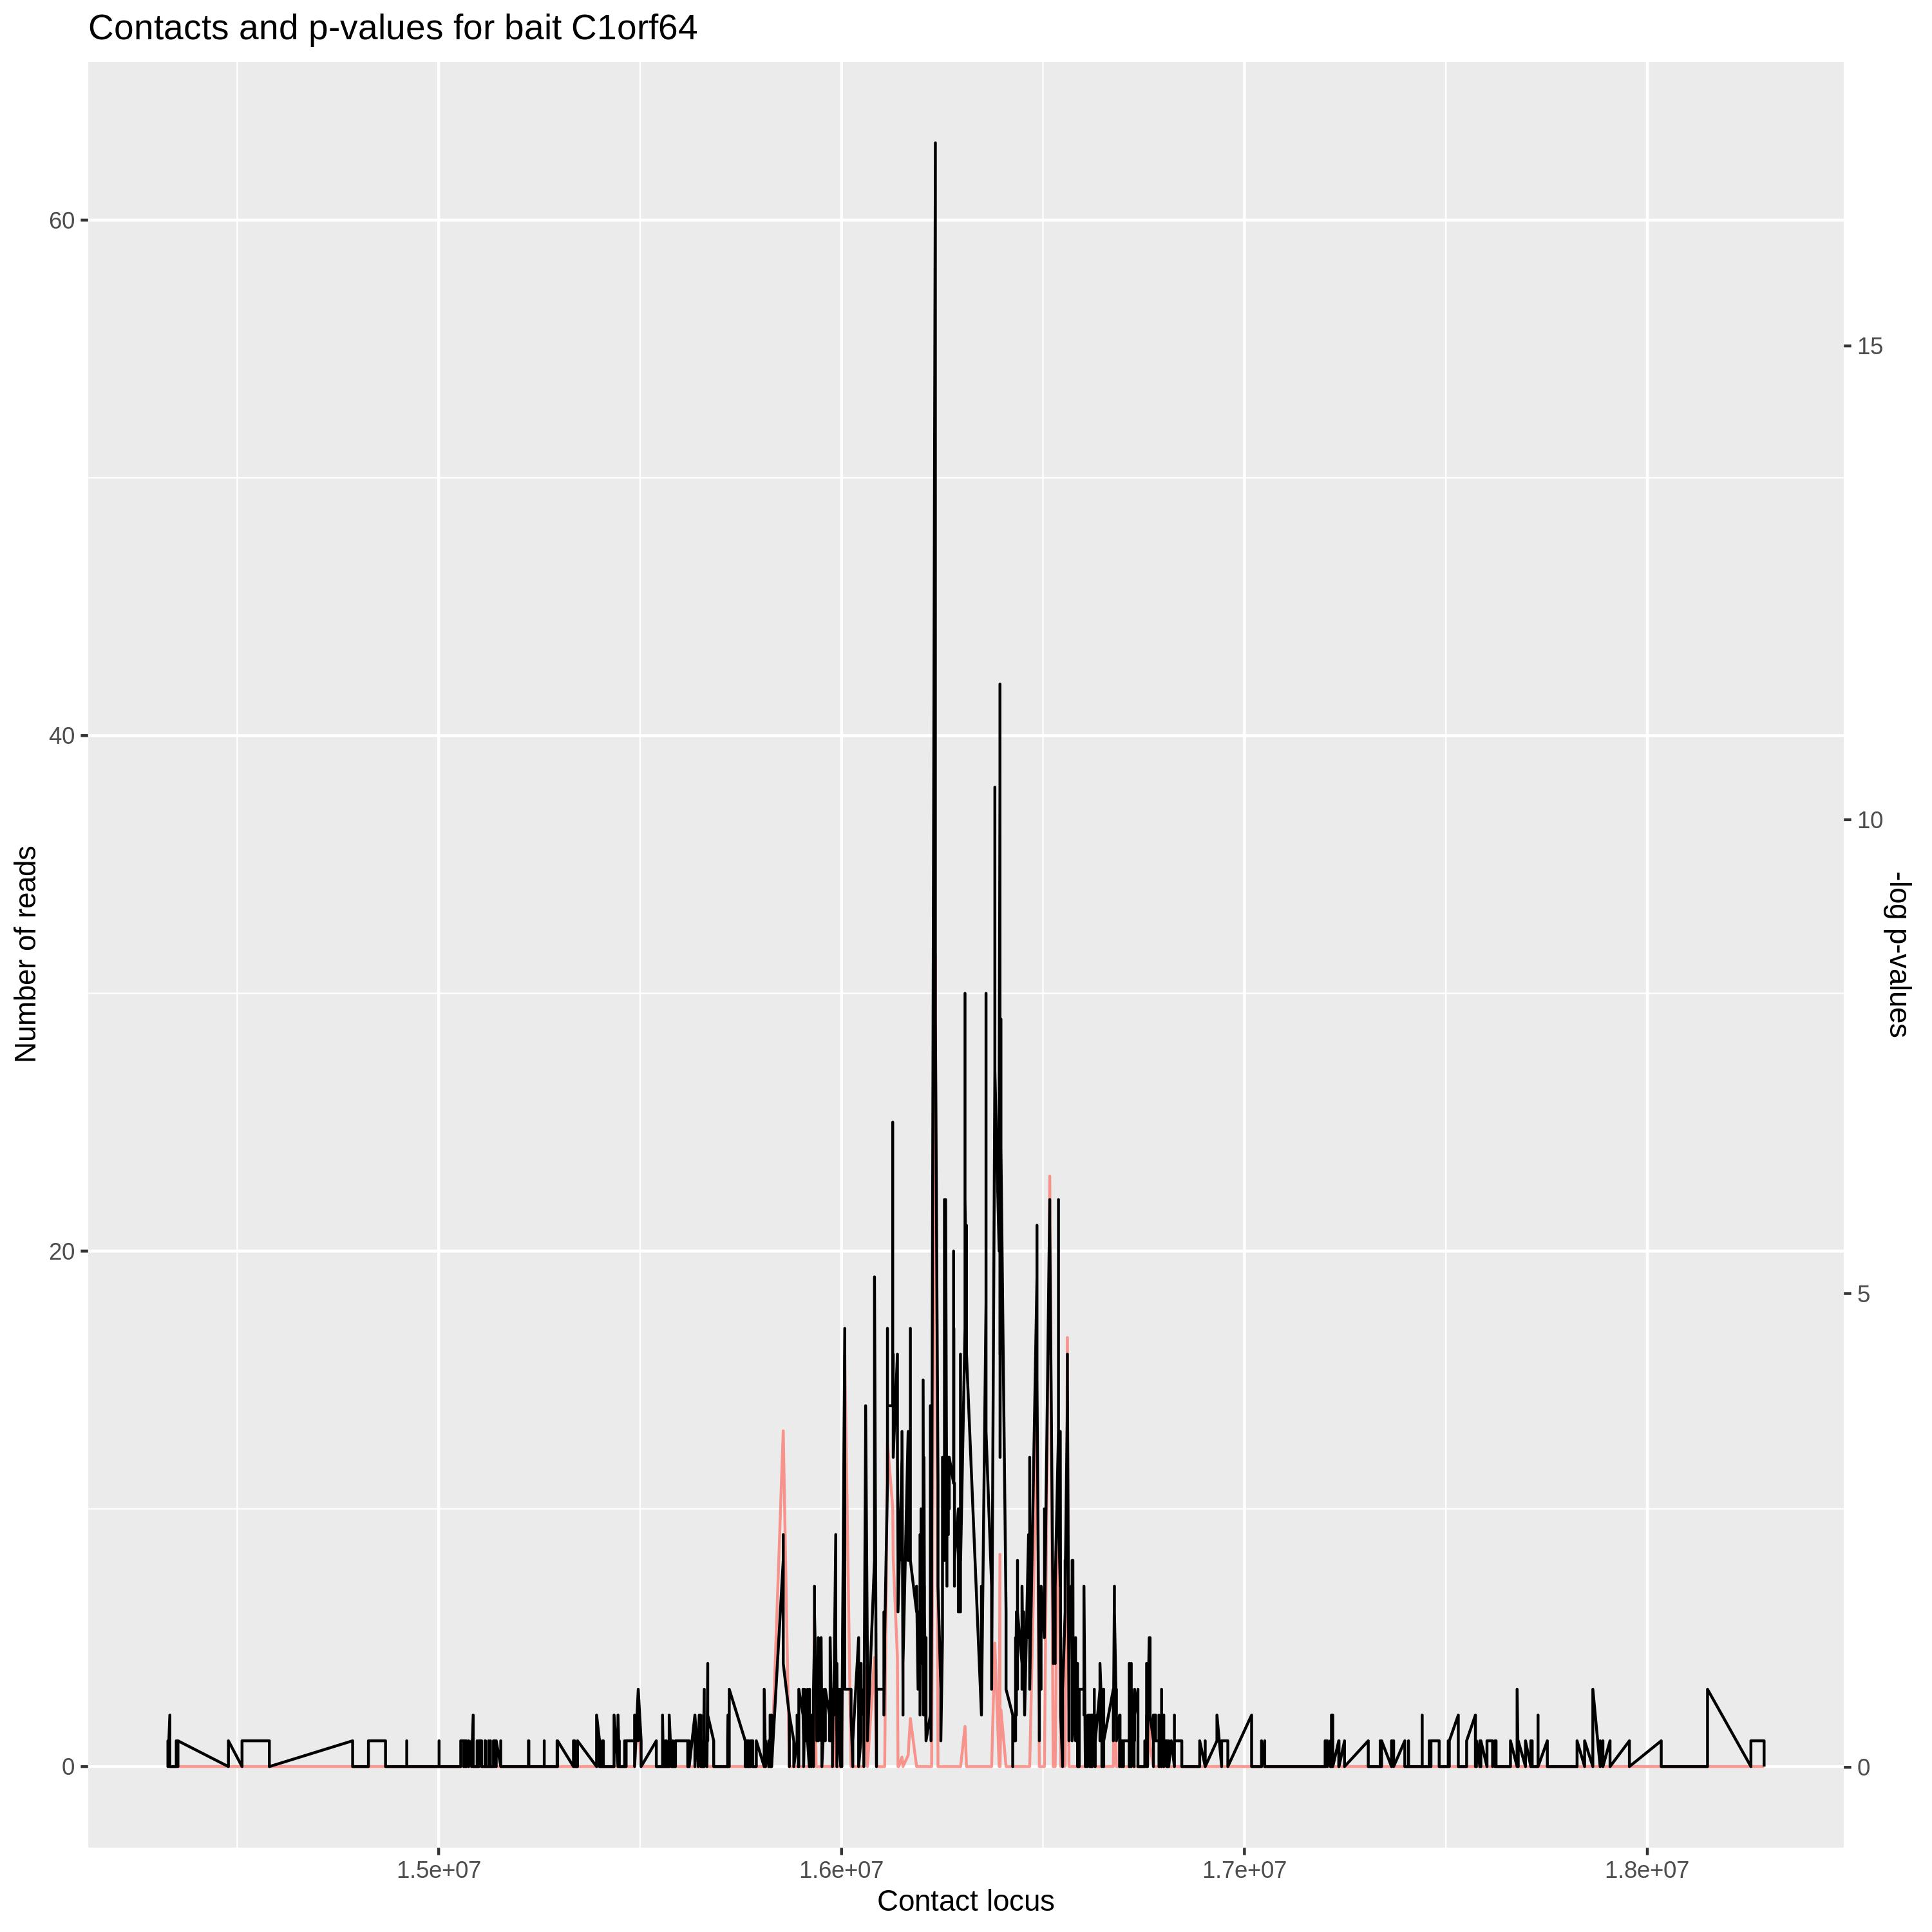 Contacts and p-values for bait C1orf64
60
40
20
0
15
10
5
0
Number of reads
-log p-values
1.5e+07
1.6e+07
1.7e+07
1.8e+07
Contact locus